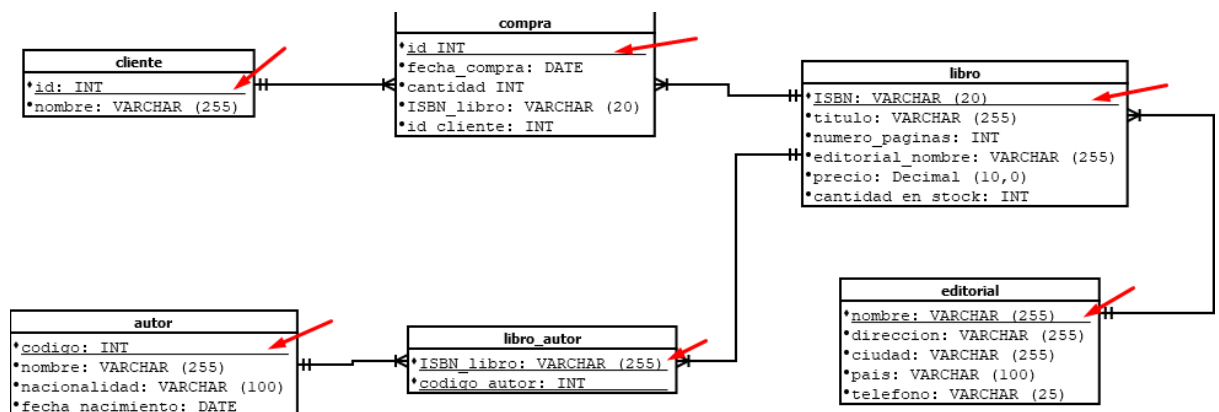 cliente
id: INT
nombre: VARCHAR (255)
compra
id INT
fecha_compra: DATE
cantidad INT
ISBN_libro: VARCHAR (20)
id cliente: INT
libro
ISBN: VARCHAR (20)
titulo: VARCHAR (255)
numero_paginas: INT
editorial_nombre: VARCHAR (255)
precio: Decimal (10,0)
cantidad en stock: INT
autor
codigo: INT
nombre: VARCHAR (255)
nacionalidad: VARCHAR (100)
fecha nacimiento: DATE
libro_autor
ISBN_libro: VARCHAR (255)
codigo autor: INT
editorial
nombre: VARCHAR (255)
direccion: VARCHAR (255)
ciudad: VARCHAR (255)
pais: VARCHAR (100)
telefono: VARCHAR (25)